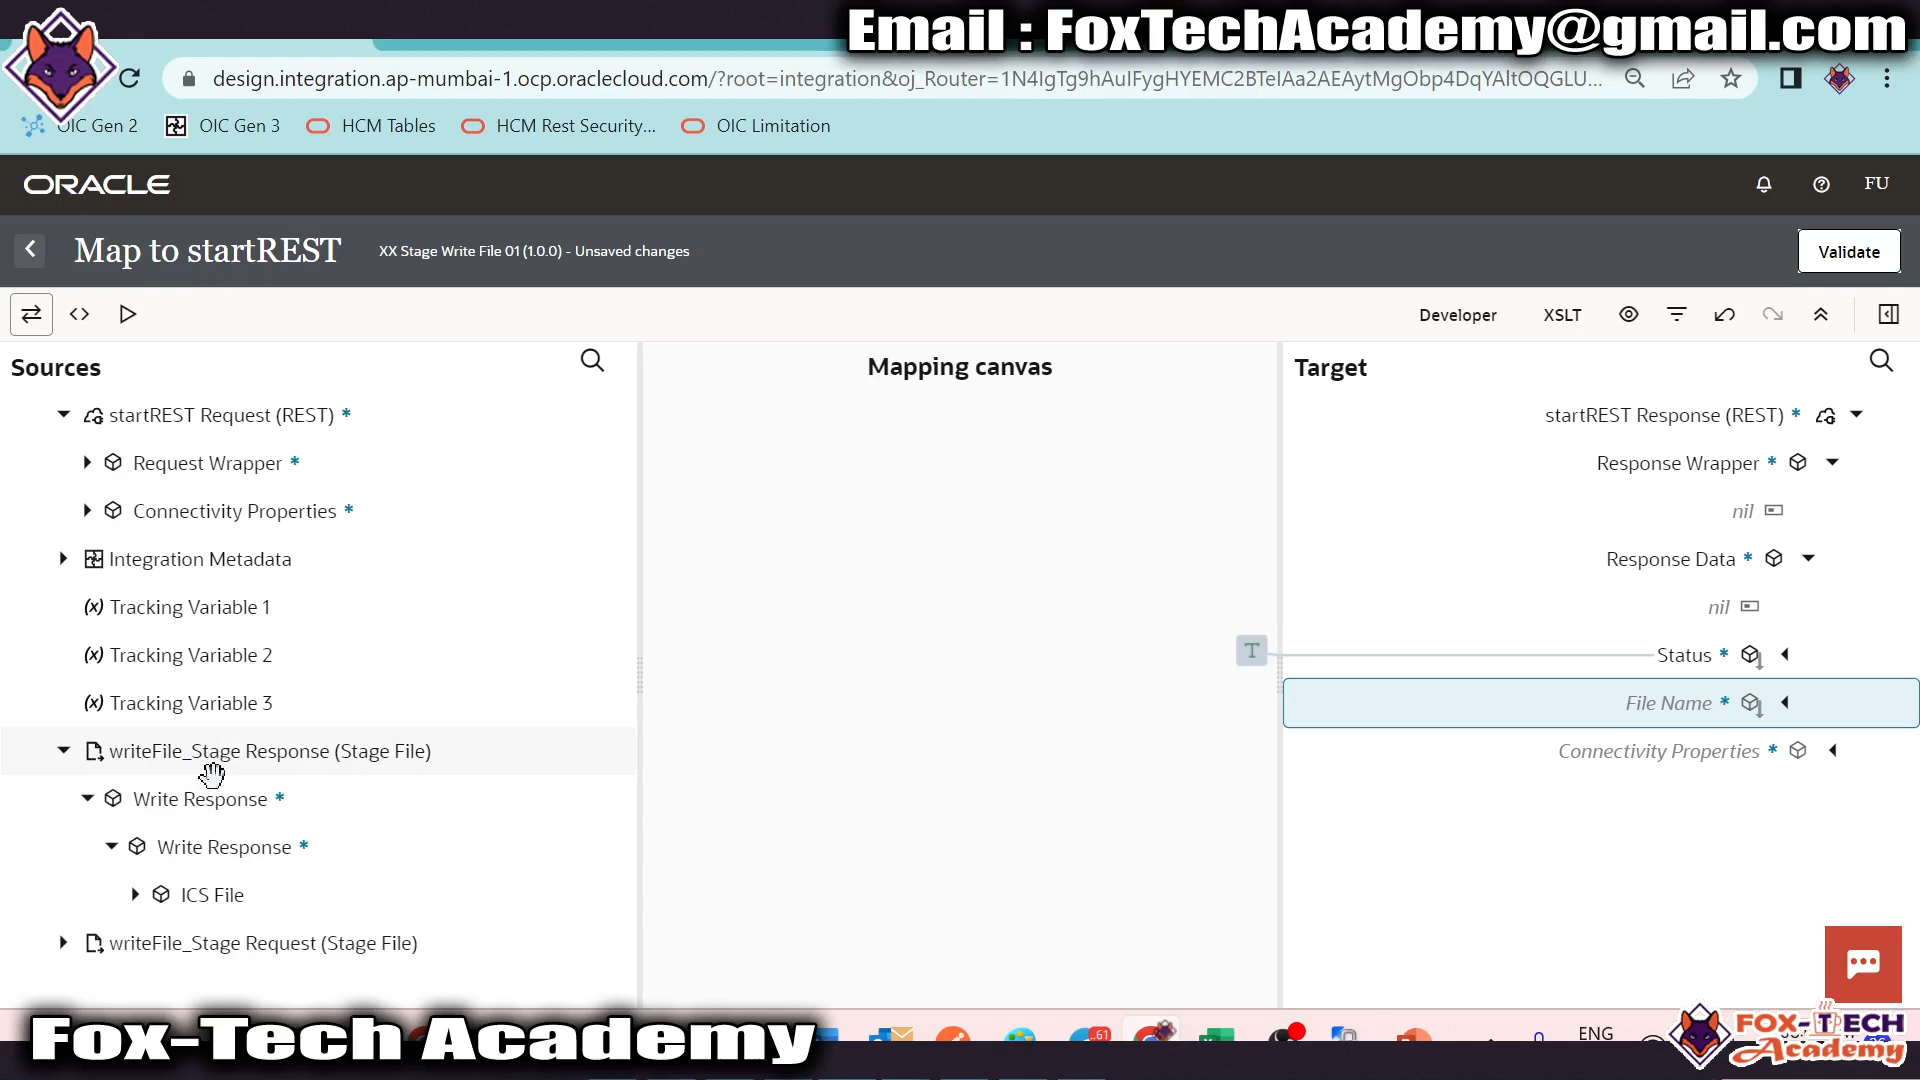 Email : FoxTechAcademy@gmail.com
design.integration.ap-mumbai-1.ocp.oraclecloud.com/?root=integration&oj_Router=1N4IgTg9hAuIFygHYEMC2BTeIAa2AEAytMgObp4DqYAltOQGLU...
OIC Gen 2
OIC Gen 3
HCM Tables
HCM Rest Security...
OIC Limitation
ORACLE
FU
Map to startREST
XX Stage Write File 01 (1.0.0) - Unsaved changes
Validate
Developer
XSLT
Sources
Mapping canvas
Target
startREST Request (REST) *
startREST Response (REST) *
Request Wrapper *
Response Wrapper *
Connectivity Properties *
nil
Integration Metadata
Response Data *
Tracking Variable 1
nil
Tracking Variable 2
T
Status *
Tracking Variable 3
File Name *
writeFile_Stage Response (Stage File)
Connectivity Properties *
Write Response *
Write Response *
ICS File
writeFile_Stage Request (Stage File)
Fox-Tech Academy
61
ENG
FOX-TECH
Academy